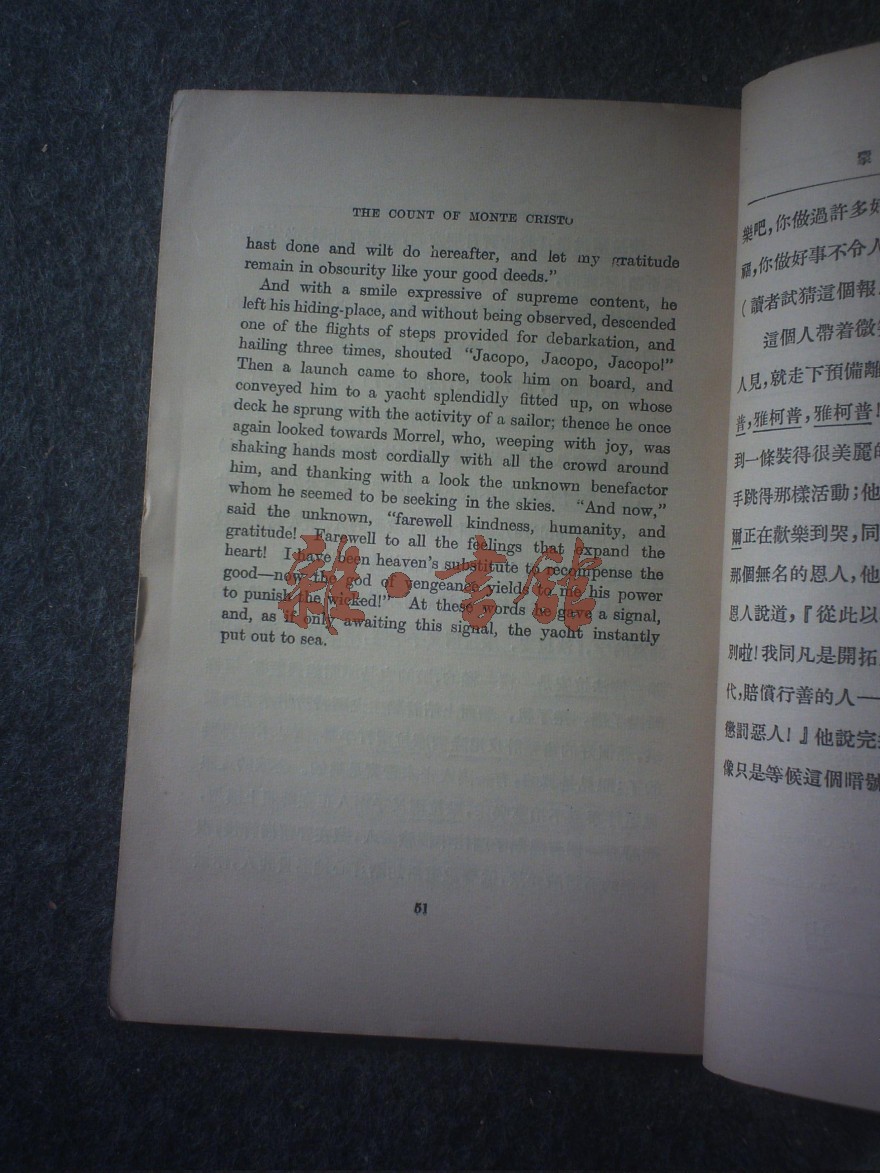 THE COUNT OF MONTE CRISTO
hast done and wilt do hereafter, and let my gratitude
remain in obscurity like your good deeds.”
And with a smile expressive of supreme content, he
left his hiding-place, and without being observed, descended
one of the flights of steps provided for debarkation, and
hailing three times, shouted “Jacopo, Jacopo, Jacopo!”
Then a launch came to shore, took him on board, and
conveyed him to a yacht splendidly fitted up, on whose
deck he sprung with the activity of a sailor; thence he once
again looked towards Morrel, who, weeping with joy, was
shaking hands most cordially with all the crowd around
him, and thanking with a look the unknown benefactor
whom he seemed to be seeking in the skies. “And now,”
said the unknown, “farewell kindness, humanity, and
gratitude! Farewell to all the feelings that expand the
heart! I have been heaven's substitute to recompense the
good—now the god of vengeance yields to me his power
to punish the wicked!” At these words he gave a signal,
and, as if only awaiting this signal, the yacht instantly
put out to sea.
51
雜·書館
樂吧,你做過許多好
福,你做好事不令人
(讀者試猜這個報
這個人帶着微
人見,就走下預備離
普,雅柯普,雅柯普!
到一條裝得很美麗的
手跳得那樣活動;他
爾正在歡樂到哭,同
那個無名的恩人,他
恩人說道,『從此以
別啦!我同凡是開拓
代,賠償行善的人——
懲罰惡人!』他說完
像只是等候這個暗號